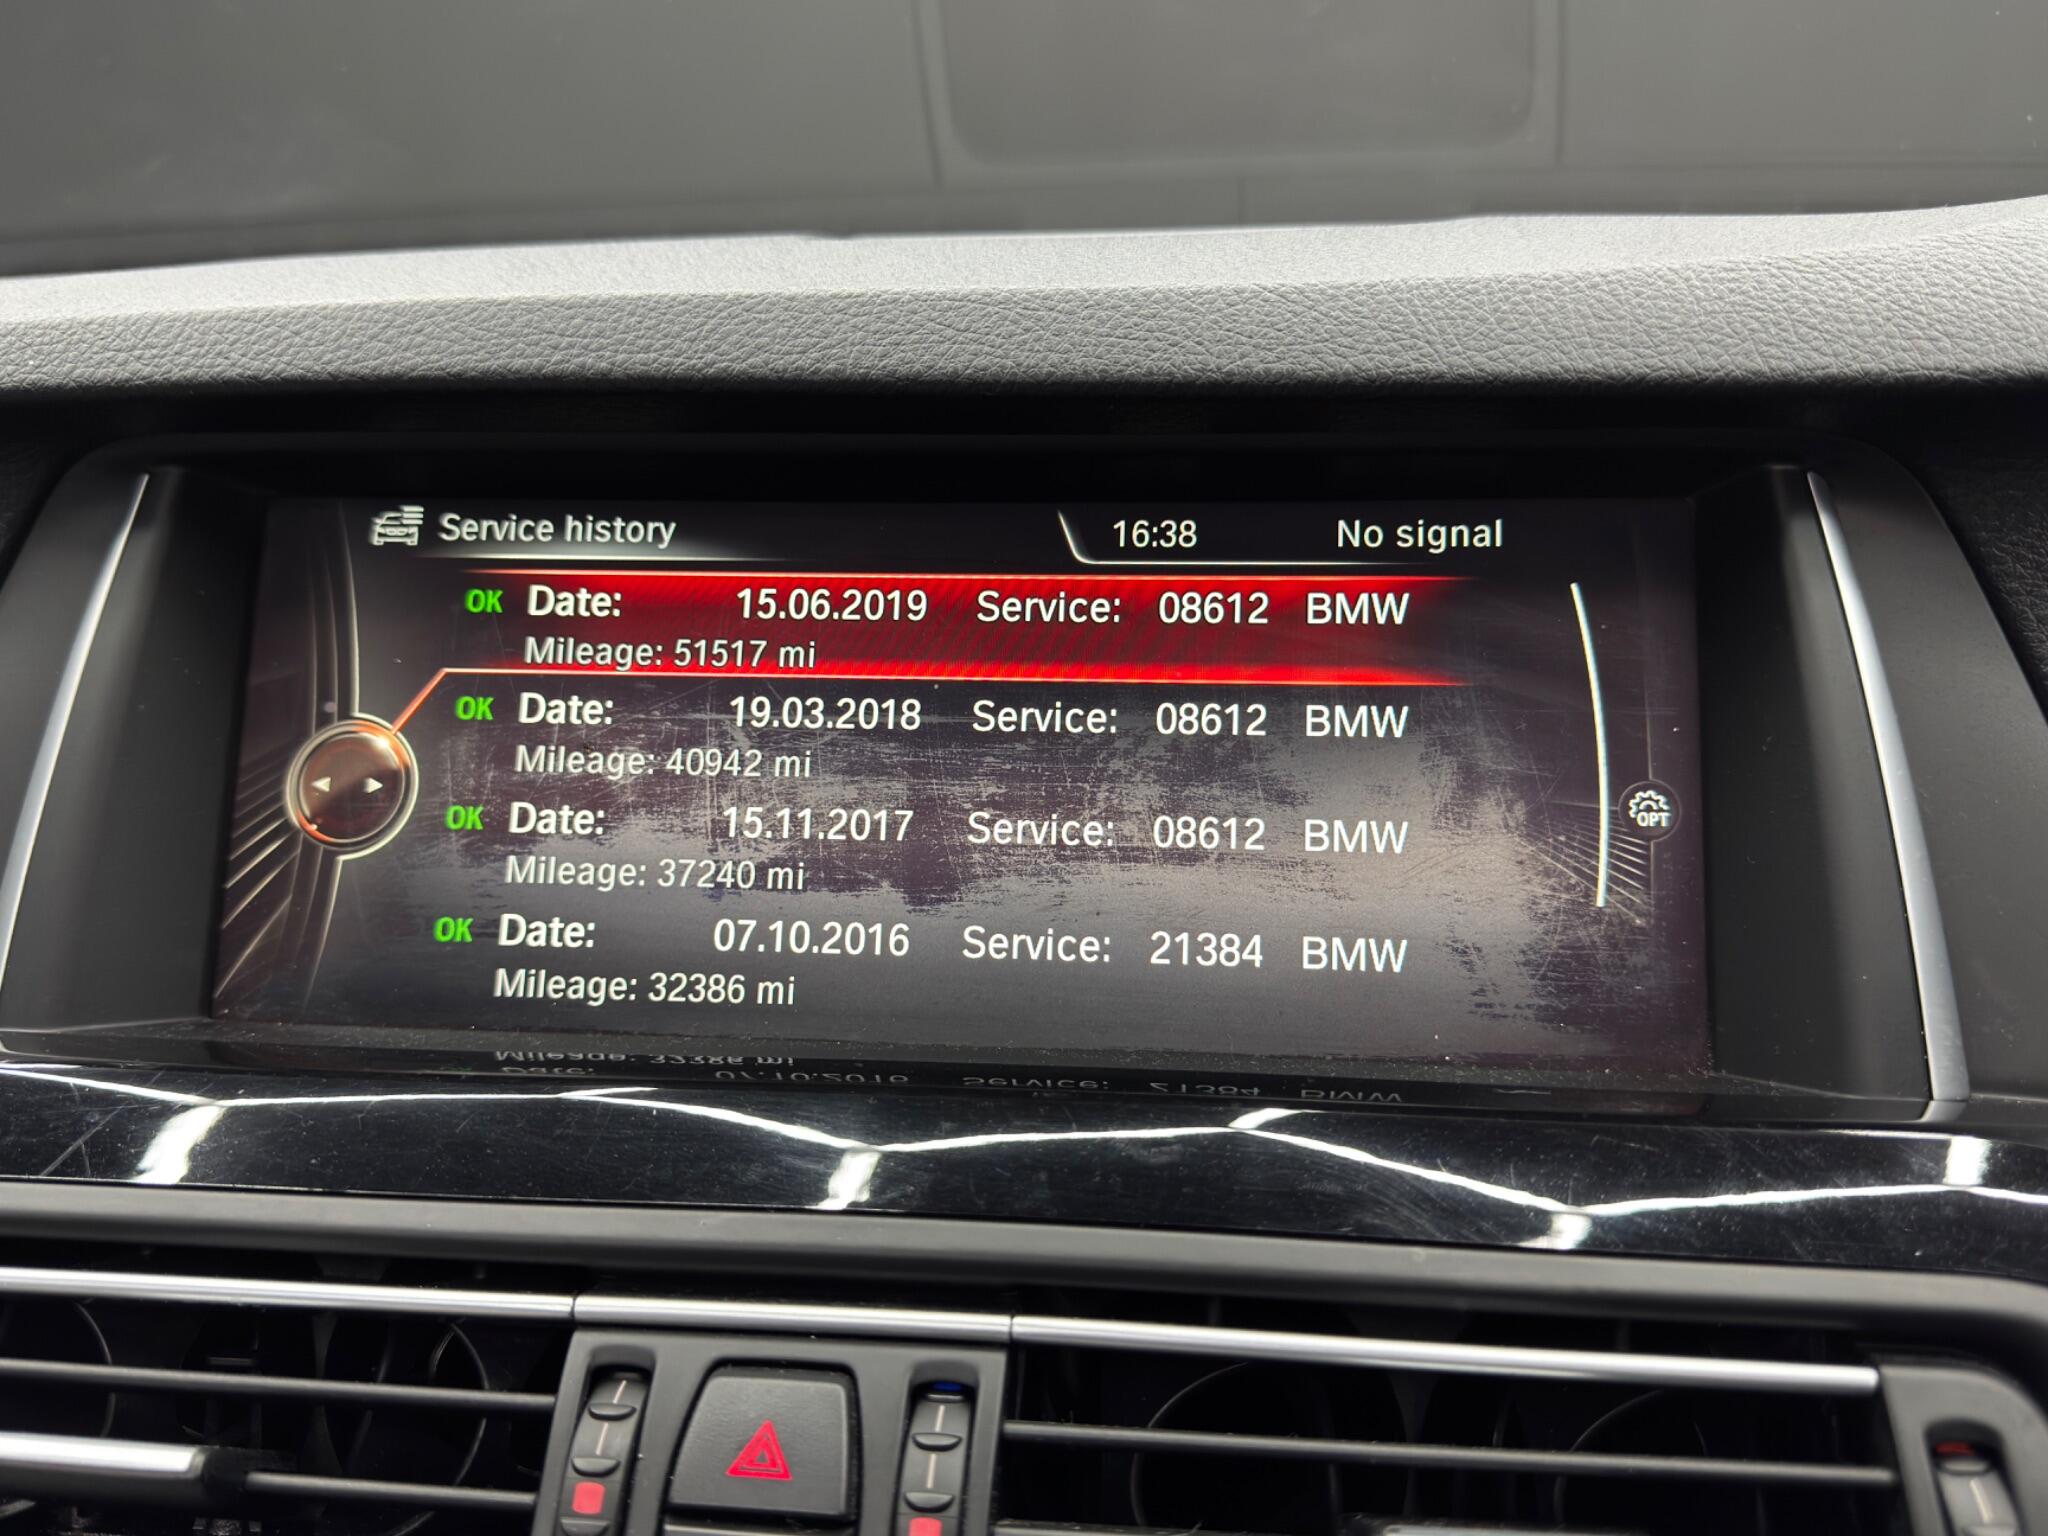 Service history 16:38 No signal
OK Date: 15.06.2019 Service: 08612 BMW
Mileage: 51517 mi
OK Date: 19.03.2018 Service: 08612 BMW
Mileage: 40942 mi
OK Date: 15.11.2017 Service: 08612 BMW
Mileage: 37240 mi
OPT
OK Date: 07.10.2016 Service: 21384 BMW
Mileage: 32386 mi